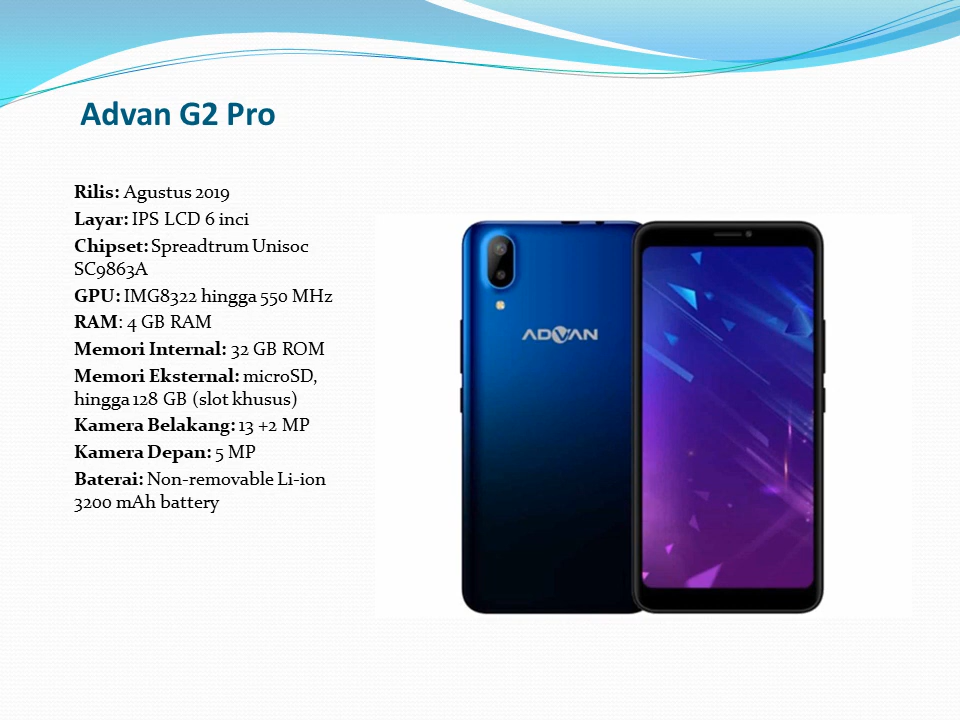 Advan G2 Pro
Rilis: Agustus 2019
Layar: IPS LCD 6 inci
Chipset: Spreadtrum Unisoc
SC9863A
GPU: IMG8322 hingga 550 MHz
RAM: 4 GB RAM
Memori Internal: 32 GB ROM
Memori Eksternal: microSD,
hingga 128 GB (slot khusus)
Kamera Belakang: 13 +2 MP
Kamera Depan: 5 MP
Baterai: Non-removable Li-ion
3200 mAh battery
ADVAN